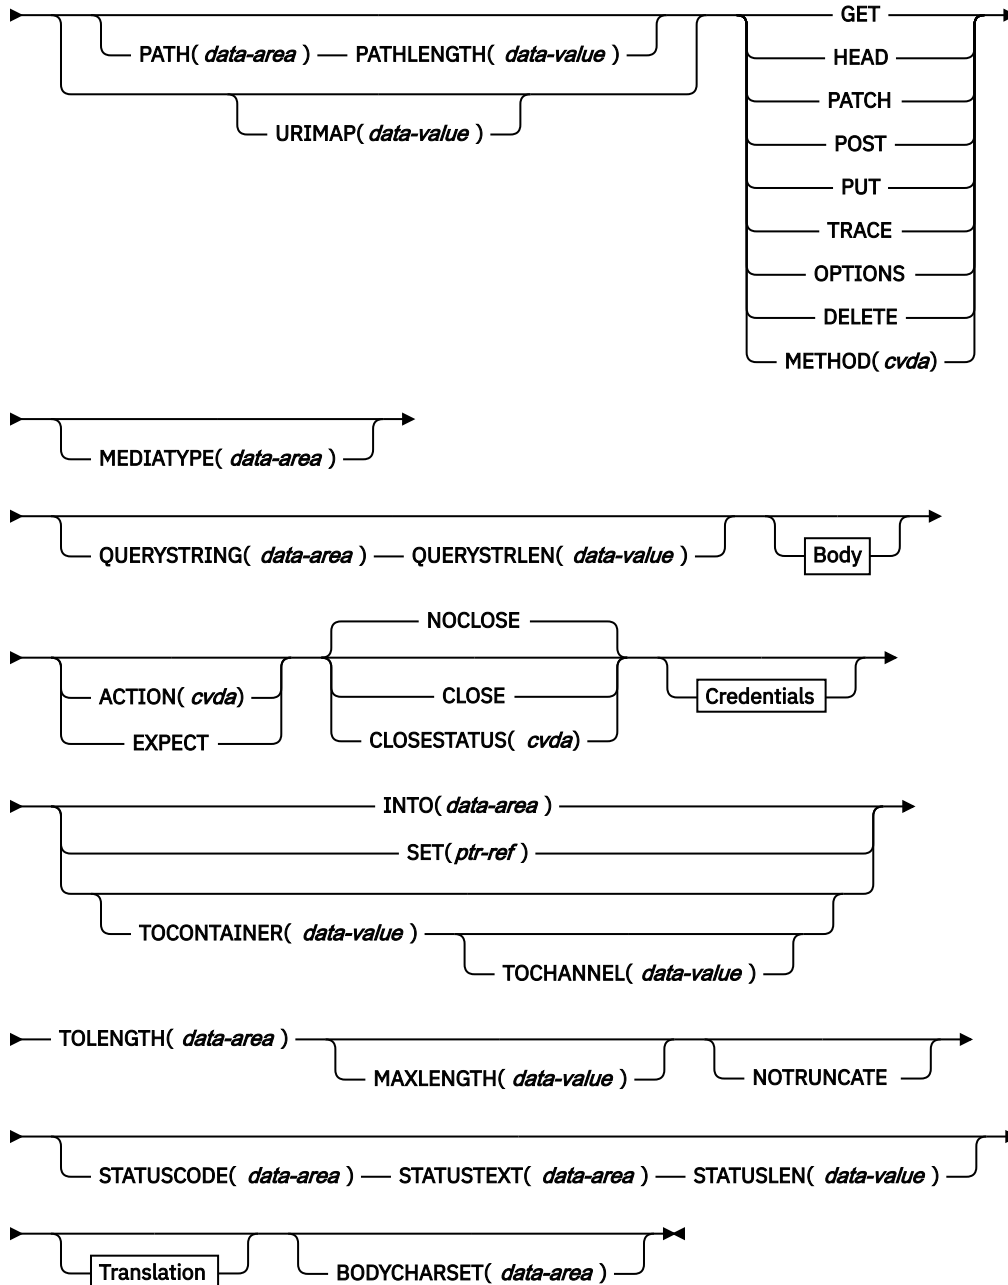 GET
PATH( data-area ) PATHLENGTH( data-value )
HEAD
PATCH
URIMAP( data-value )
POST
PUT
TRACE
OPTIONS
DELETE
METHOD( cvda)
MEDIATYPE( data-area )
QUERYSTRING( data-area ) QUERYSTRLEN( data-value )
Body
NOCLOSE
ACTION( cvda)
CLOSE
Credentials
EXPECT
CLOSESTATUS( cvda)
INTO( data-area )
SET( ptr-ref )
TOCONTAINER( data-value )
TOCHANNEL( data-value )
TOLENGTH( data-area )
MAXLENGTH( data-value )
NOTRUNCATE
STATUSCODE( data-area ) STATUSTEXT( data-area ) STATUSLEN( data-value )
Translation
BODYCHARSET( data-area )